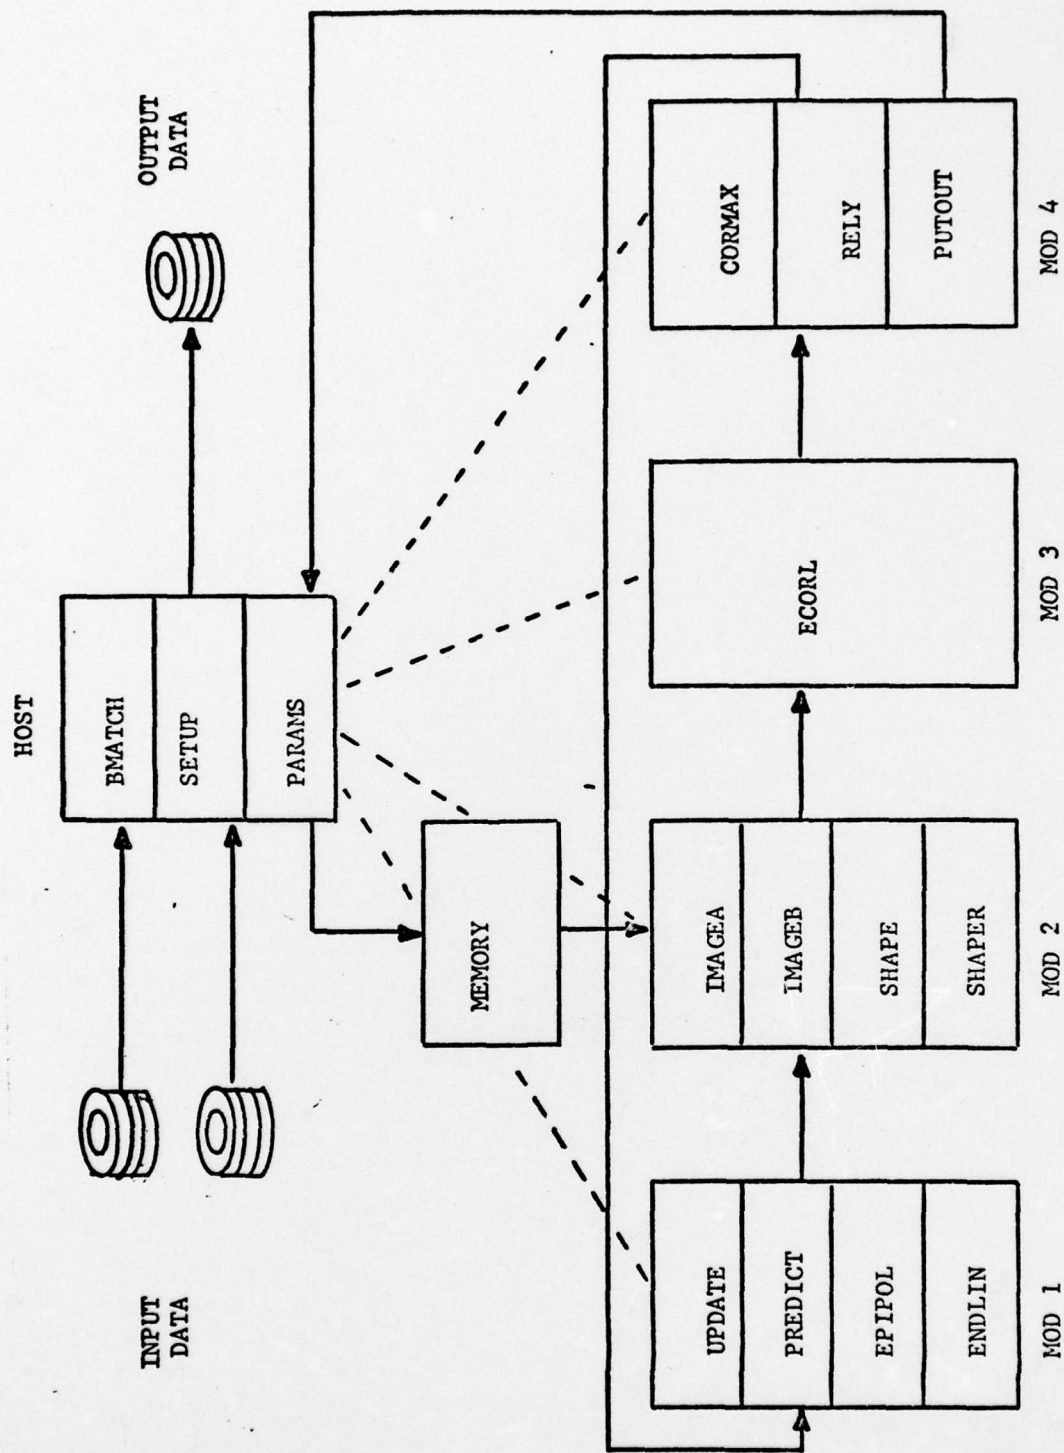 HOST
INPUT
DATA
OUTPUT
DATA
BMATCH
SETUP
PARAMS
MEMORY
UPDATE
PREDICT
EPIPOL
ENDLIN
MOD 1
IMAGEA
IMAGEB
SHAPE
SHAPER
MOD 2
ECORL
MOD 3
CORMAX
RELY
PUTOUT
MOD 4